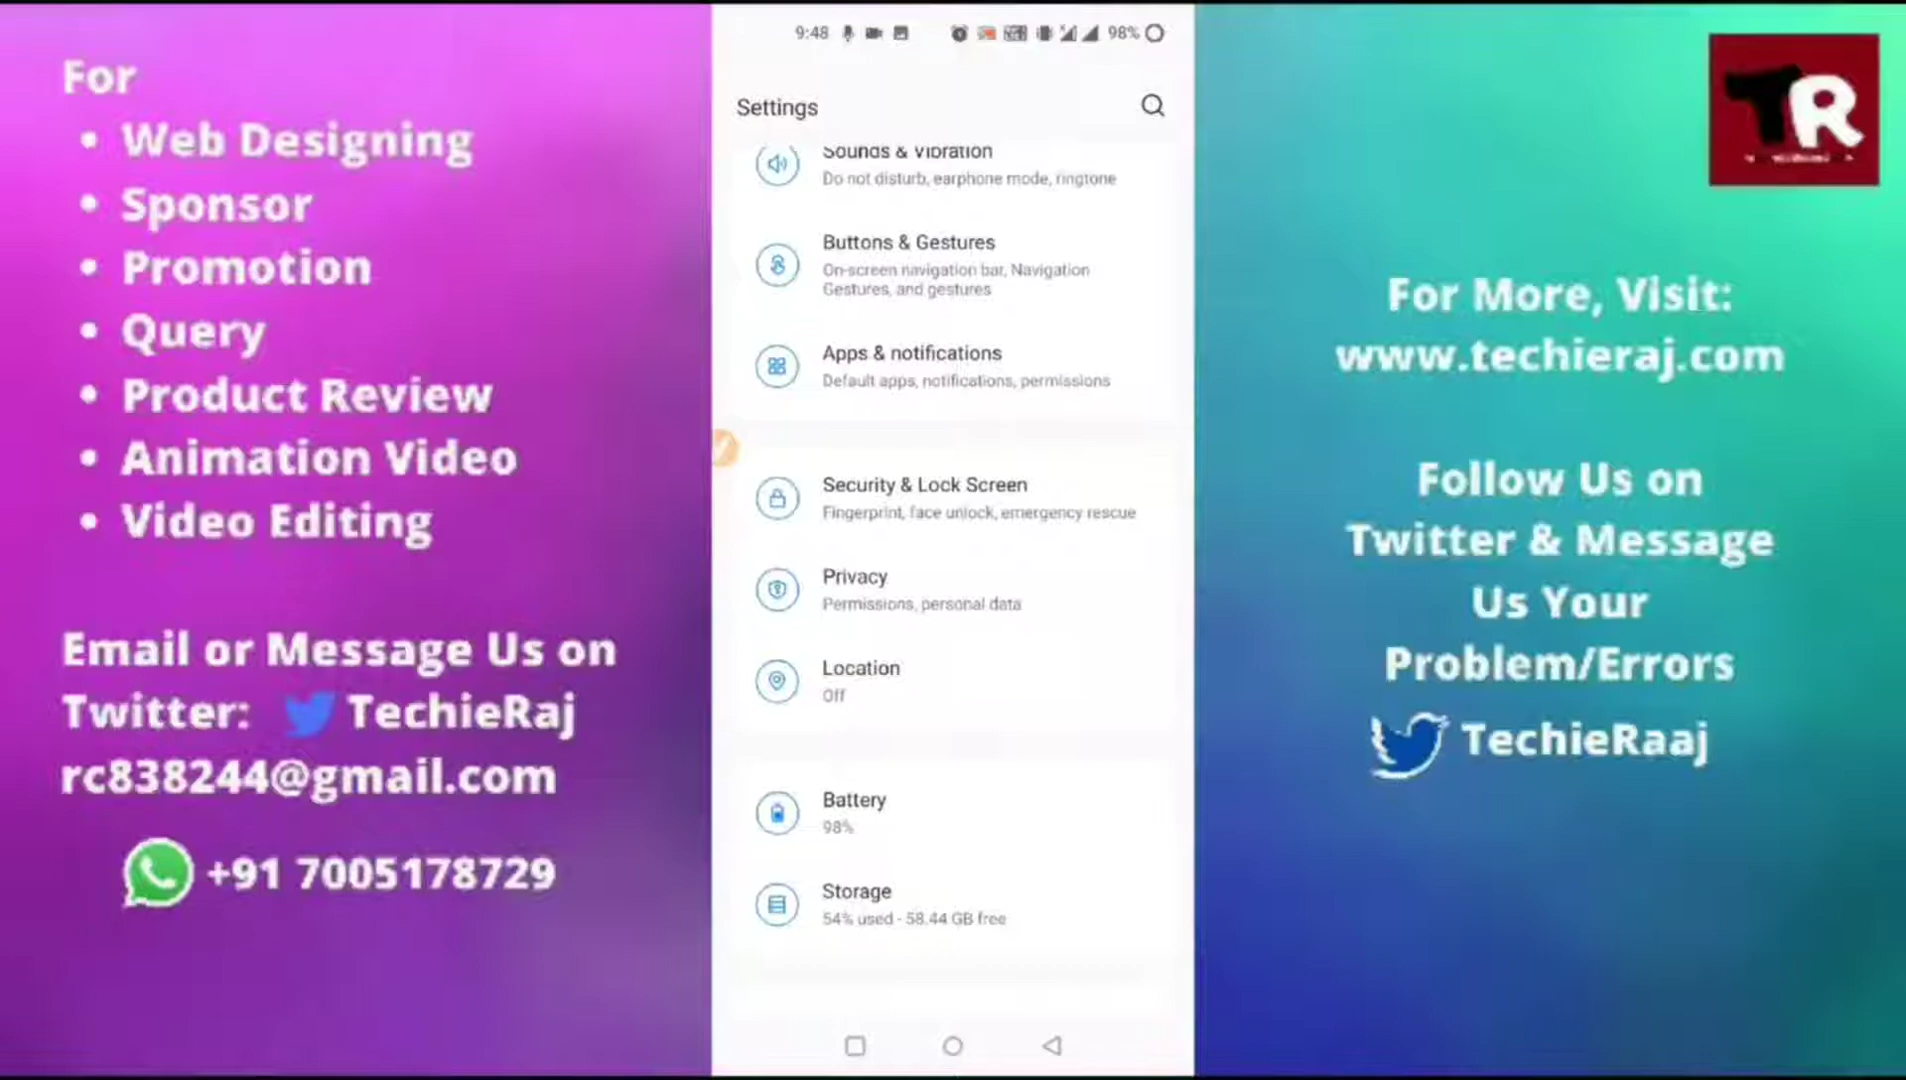 For
• Web Designing
• Sponsor
• Promotion
• Query
• Product Review
• Animation Video
• Video Editing
Email or Message Us on
Twitter: TechieRaj
rc838244@gmail.com
+91 7005178729
9:48
98%
Settings
Sounds & Vibration
Do not disturb, earphone mode, ringtone
Buttons & Gestures
On-screen navigation bar, Navigation
Gestures, and gestures
Apps & notifications
Default apps, notifications, permissions
Security & Lock Screen
Fingerprint, face unlock, emergency rescue
Privacy
Permissions, personal data
Location
Off
Battery
98%
Storage
54% used - 58.44 GB free
TR
For More, Visit:
www.techieraj.com
Follow Us on
Twitter & Message
Us Your
Problem/Errors
TechieRaaj